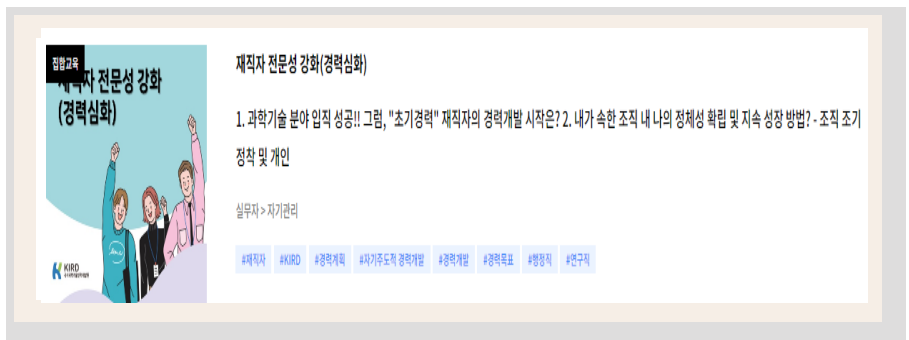 집합교육
재직자 전문성 강화
(경력심화)
KIRD
재직자 전문성 강화(경력심화)
1. 과학기술 분야 입직 성공!! 그럼, "초기경력" 재직자의 경력개발 시작은? 2. 내가 속한 조직 내 나의 정체성 확립 및 지속 성장 방법? - 조직 조기
정착 및 개인
실무자 > 자기관리
#재직자 #KIRD #경력계획 #자기주도적 경력개발 #경력개발 #경력목표 #행정직 #연구직